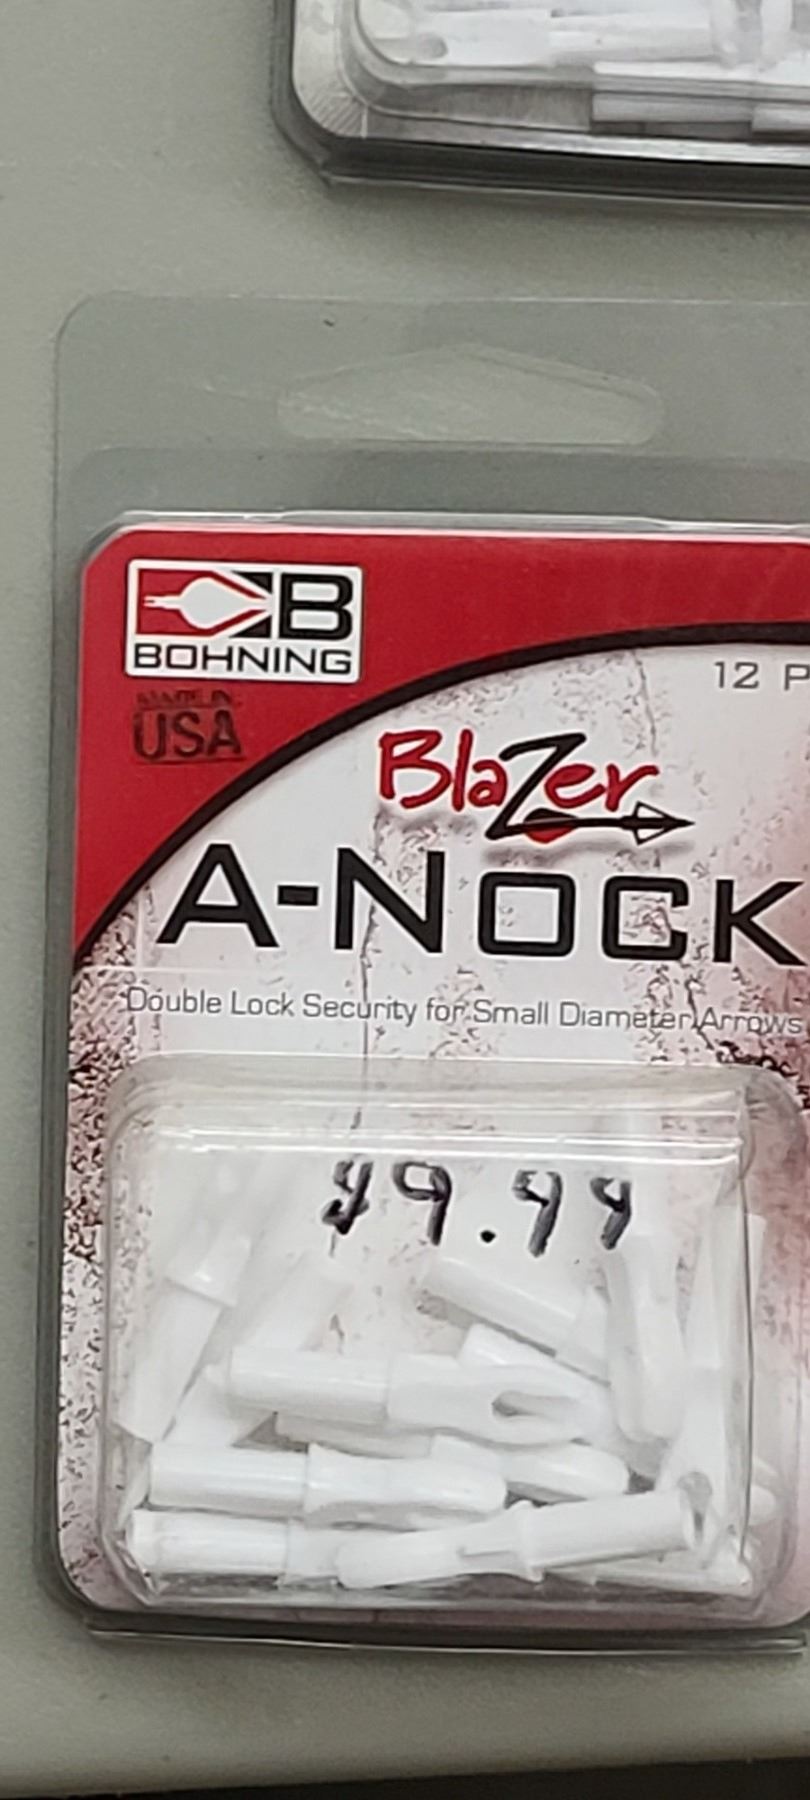 B
BOHNING
MADE IN
USA
12 P
Blazer
A-NOCK
Double Lock Security for Small Diameter Arrows
$9.99